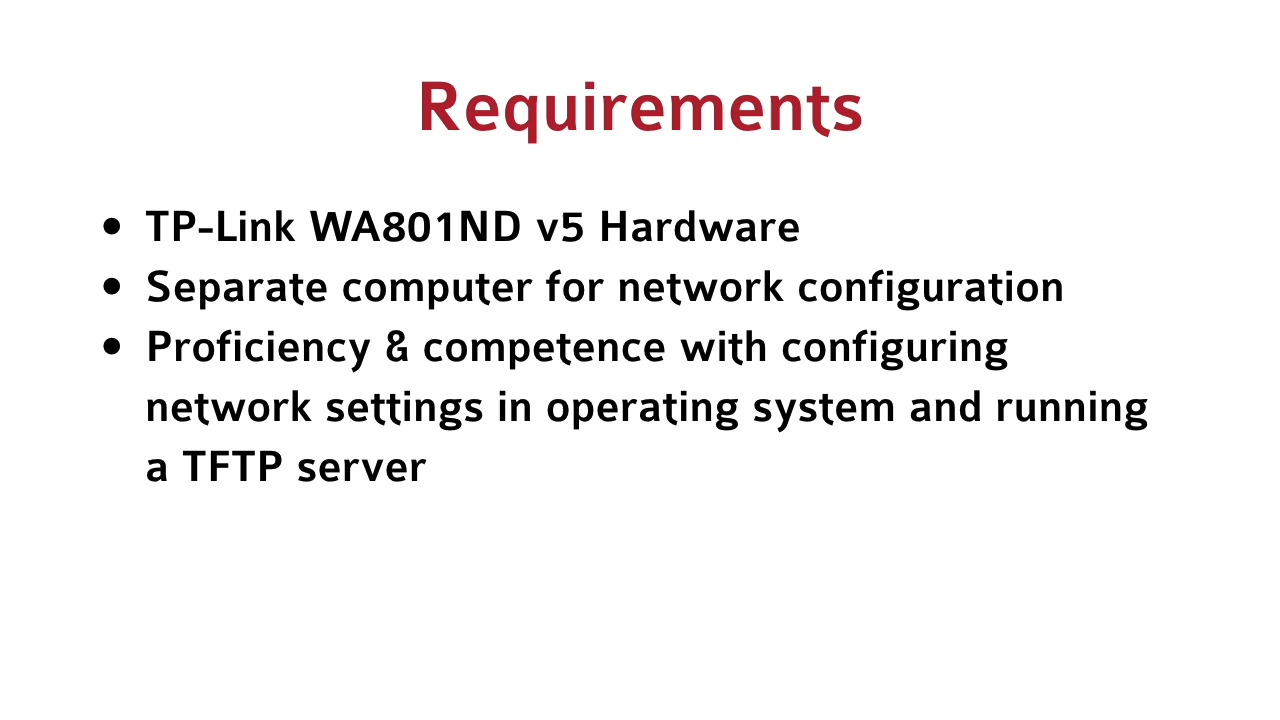 Requirements
• TP-Link WA801ND v5 Hardware
• Separate computer for network configuration
• Proficiency & competence with configuring
network settings in operating system and running
a TFTP server